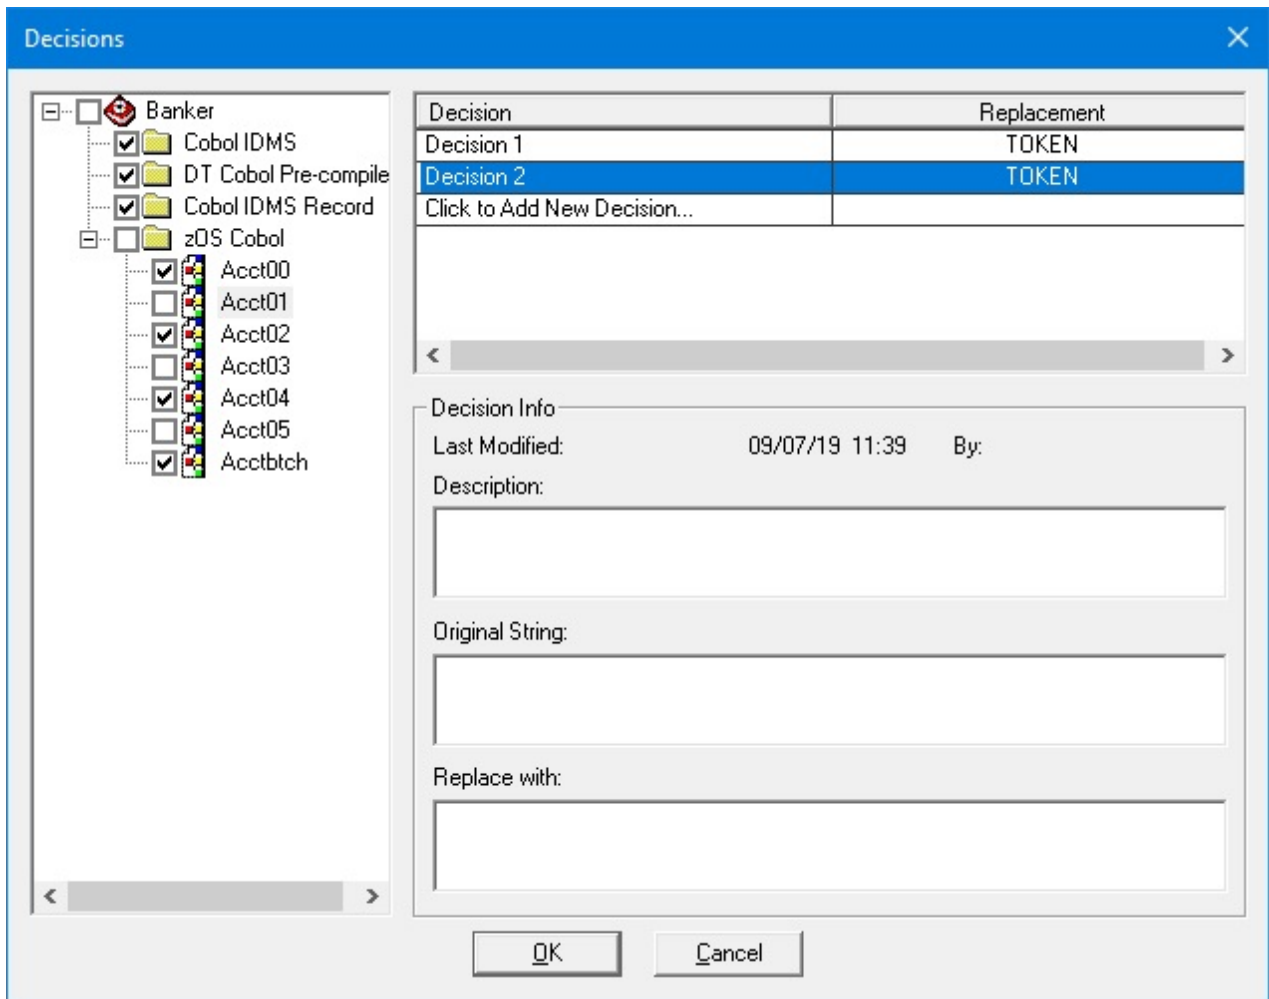 Decisions
Banker
Cobol IDMS
DT Cobol Pre-compile
Cobol IDMS Record
zOS Cobol
Acct00
Acct01
Acct02
Acct03
Acct04
Acct05
Acctbtch
Decision Replacement
Decision 1 TOKEN
Decision 2 TOKEN
Click to Add New Decision...
Decision Info
Last Modified: 09/07/19 11:39 By:
Description:
Original String:
Replace with:
OK Cancel